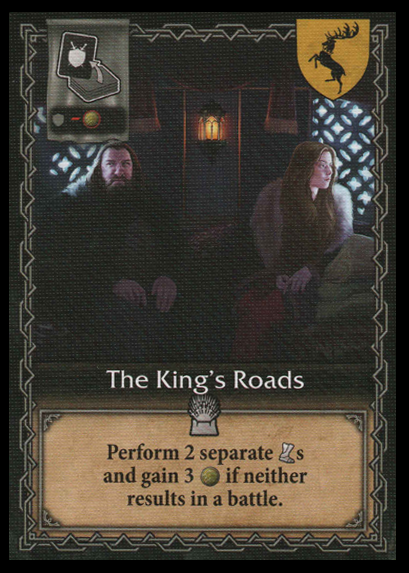 The King's Roads
Perform 2 separate s
and gain 3 if neither
results in a battle.